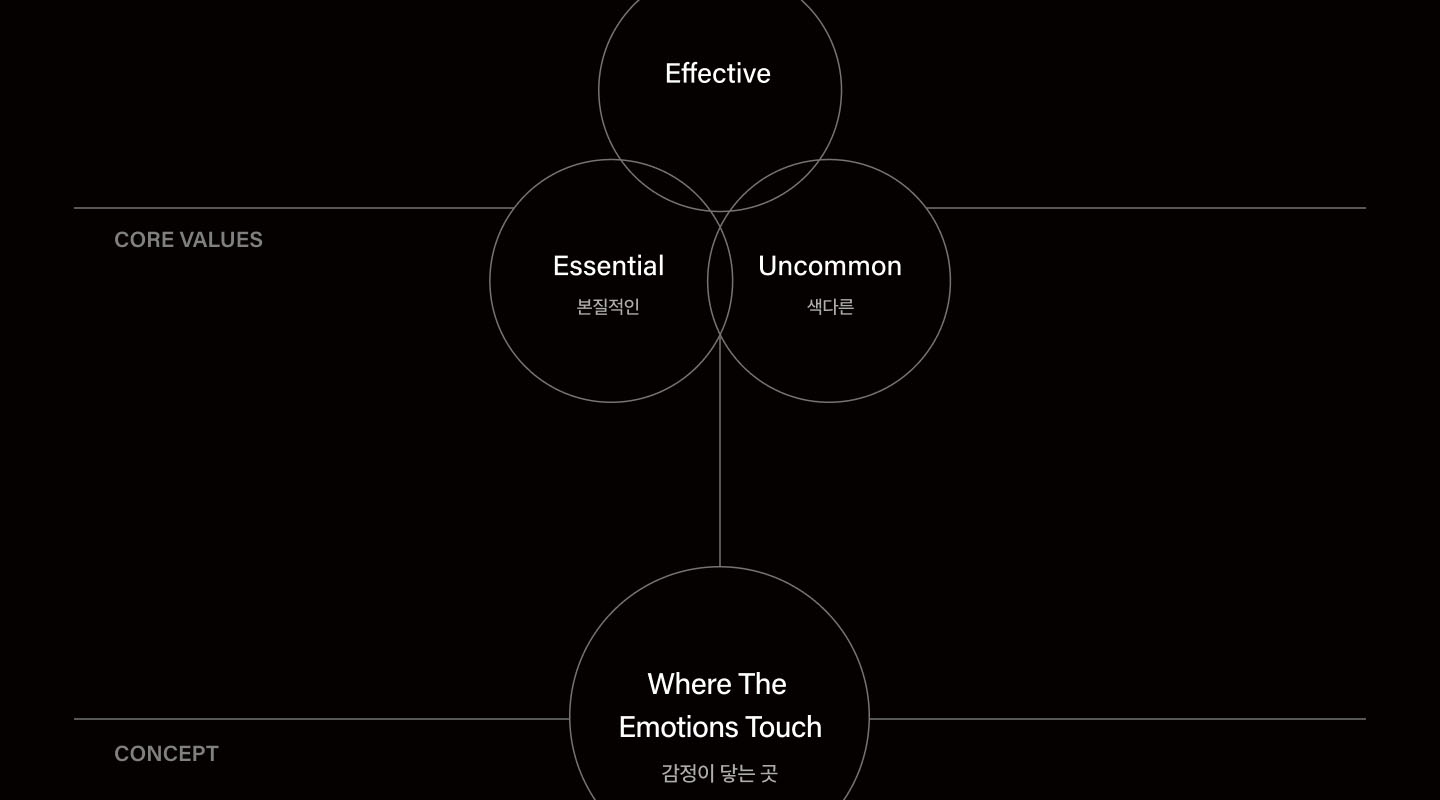 Effective
CORE VALUES
Essential
본질적인
Uncommon
색다른
Where The
Emotions Touch
감정이 닿는 곳
CONCEPT